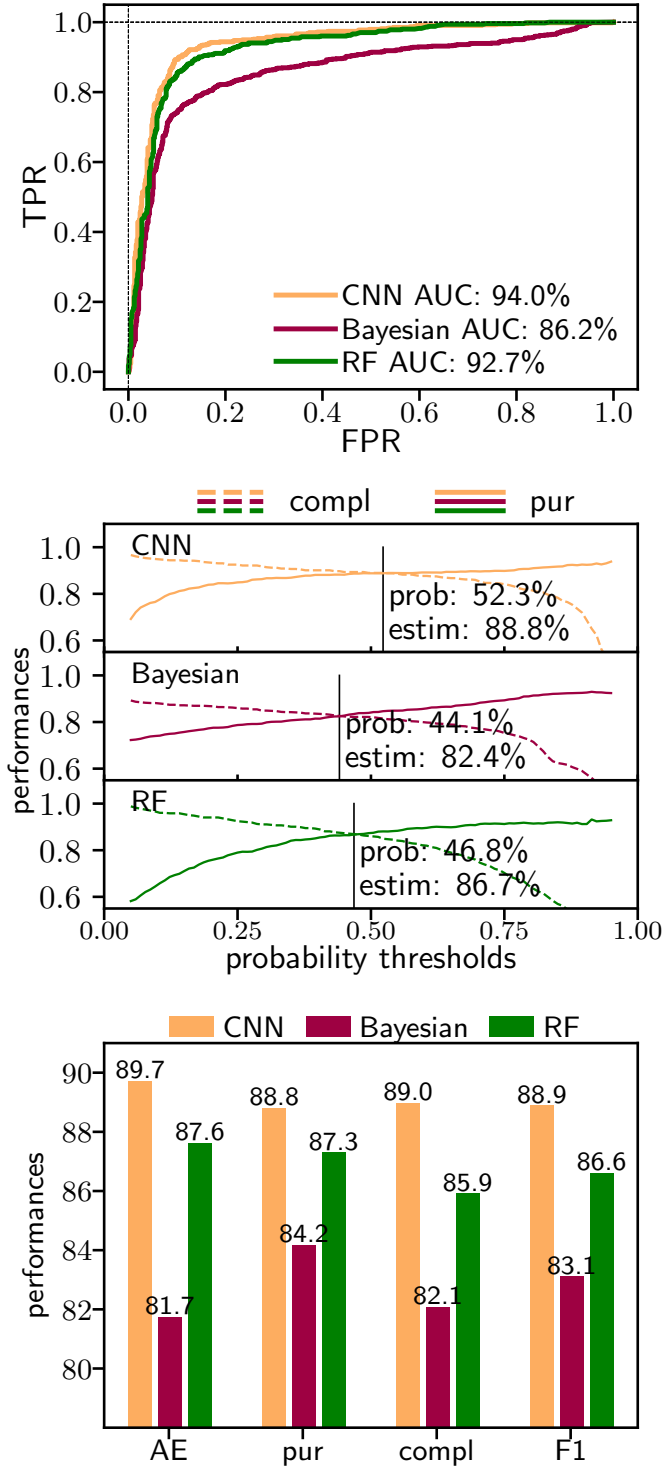 1.0
0.8
0.6
0.4
0.2
0.0
TPR
CNN AUC: 94.0%
Bayesian AUC: 86.2%
RF AUC: 92.7%
0.0 0.2 0.4 0.6 0.8 1.0
FPR
compl pur
performances
1.0
0.8
0.6
CNN
prob: 52.3%
estim: 88.8%
1.0
0.8
0.6
Bayesian
prob: 44.1%
estim: 82.4%
1.0
0.8
0.6
RF
prob: 46.8%
estim: 86.7%
0.00 0.25 0.50 0.75 1.00
probability thresholds
CNN Bayesian RF
performances
90
88
86
84
82
80
89.7 81.7 87.6
88.8 84.2 87.3
89.0 82.1 85.9
88.9 83.1 86.6
AE pur compl F1